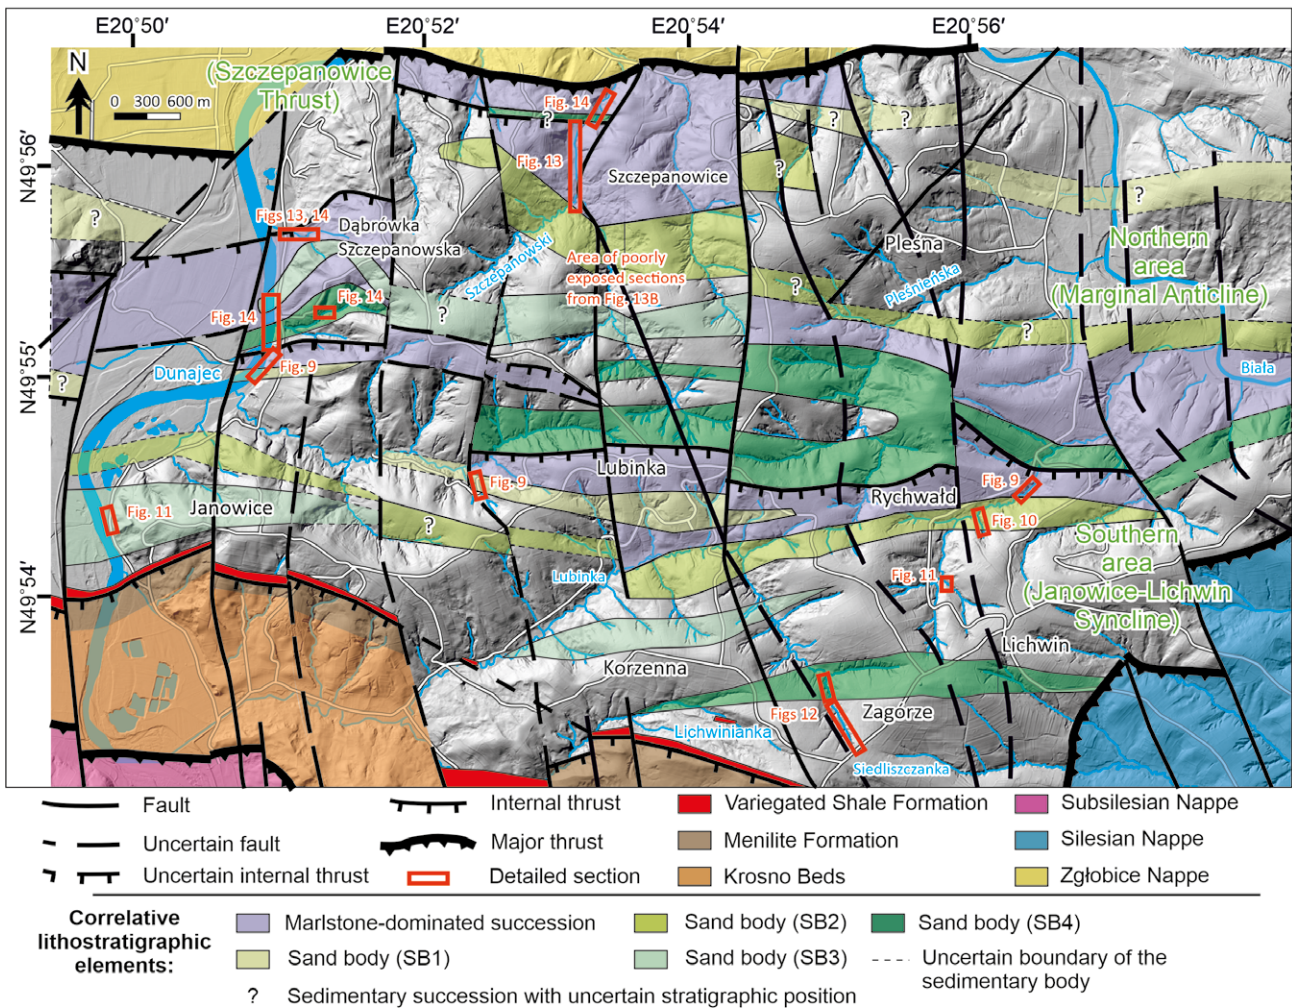 E20°50′ E20°52′ E20°54′ E20°56′
N
0 300 600 m
(Szczepanowice
Thrust)
N49°56′
N49°55′
N49°54′
Fig. 14
?
Fig. 13
Szczepanowice
?
?
?
?
?
Figs 13, 14
Dąbrówka
Szczepanowska
Szczepanowski
Area of poorly
exposed sections
from Fig. 13B
Pleśna
Pleśnieńska
Northern
area
(Marginal Anticline)
Fig. 14
Fig. 14
?
?
?
Dunajec
Fig. 9
?
Biała
Lubinka
Fig. 9
Rychwałd
Fig. 9
Janowice
Fig. 11
?
Fig. 10
Southern
area
(Janowice-Lichwin
Syncline)
Lubinka
Fig. 11
Lichwin
Korzenna
Figs 12
Zagorze
Lichwinianka
Siedliszczanka
Fault
Uncertain fault
Uncertain internal thrust
Internal thrust
Major thrust
Detailed section
Variegated Shale Formation
Menilite Formation
Krosno Beds
Subsilesian Nappe
Silesian Nappe
Zgłobice Nappe
Correlative
lithostratigraphic
elements:
Marlstone-dominated succession
Sand body (SB1)
Sand body (SB2)
Sand body (SB3)
Sand body (SB4)
Uncertain boundary of the
sedimentary body
? Sedimentary succession with uncertain stratigraphic position